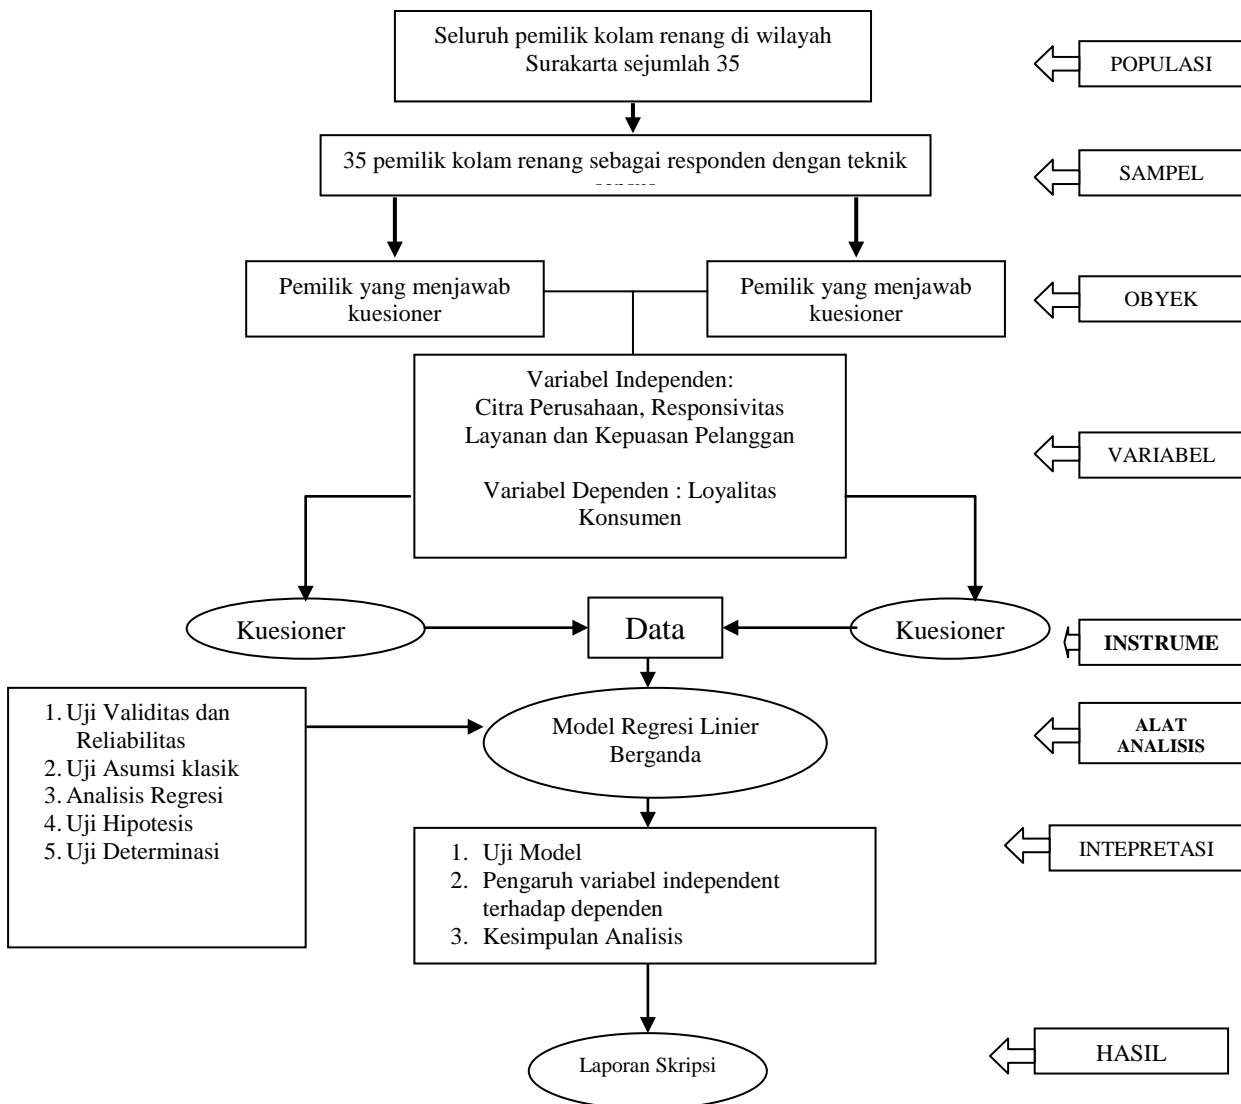 Seluruh pemilik kolam renang di wilayah
Surakarta sejumlah 35
POPULASI
35 pemilik kolam renang sebagai responden dengan teknik
SAMPEL
Pemilik yang menjawab
kuesioner
Pemilik yang menjawab
kuesioner
OBYEK
Variabel Independen:
Citra Perusahaan, Responsivitas
Layanan dan Kepuasan Pelanggan
Variabel Dependen : Loyalitas
Konsumen
VARIABEL
Kuesioner
Data
Kuesioner
INSTRUME
1. Uji Validitas dan
Reliabilitas
2. Uji Asumsi klasik
3. Analisis Regresi
4. Uji Hipotesis
5. Uji Determinasi
Model Regresi Linier
Berganda
ALAT
ANALISIS
1. Uji Model
2. Pengaruh variabel independent
terhadap dependen
3. Kesimpulan Analisis
INTEPRETASI
Laporan Skripsi
HASIL